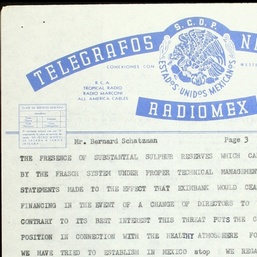 S.C.O.P.
TELEGRAFOS N
CONEXIONES CON
WESTE
ESTADOS UNIDOS MEXICANOS
R.C.A.
TROPICAL RADIO
RADIO MARCONI
ALL AMERICA CABLES
RADIOMEX
Mr. Bernard Schatzman Page 3
THE PRESENCE OF SUBSTANTIAL SULPHUR RESERVES WHICH CA
BY THE FRASCH SYSTEM UNDER PROPER TECHNICAL MANAGEMEN
STATEMENTS MADE TO THE EFFECT THAT EXIMBANK WOULD CEA
FINANCING IN THE EVENT OF A CHANGE OF DIRECTORS TO
CONTRARY TO ITS BEST INTEREST THIS THREAT PUTS THE C
POSITION IN CONNECTION WITH THE HEALTHY ATMOSHERE FO
WE HAVE TRIED TO ESTABLISH IN MEXICO stop WE REGA